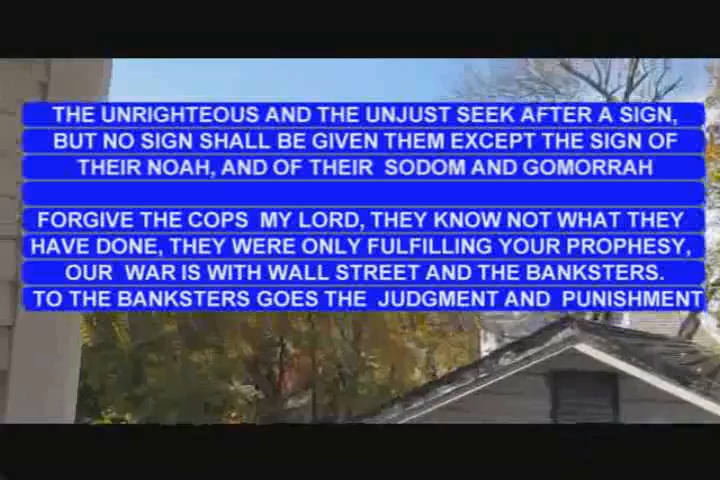 THE UNRIGHTEOUS AND THE UNJUST SEEK AFTER A SIGN,
BUT NO SIGN SHALL BE GIVEN THEM EXCEPT THE SIGN OF
THEIR NOAH, AND OF THEIR SODOM AND GOMORRAH
FORGIVE THE COPS MY LORD, THEY KNOW NOT WHAT THEY
HAVE DONE, THEY WERE ONLY FULFILLING YOUR PROPHESY,
OUR WAR IS WITH WALL STREET AND THE BANKSTERS.
TO THE BANKSTERS GOES THE JUDGMENT AND PUNISHMENT